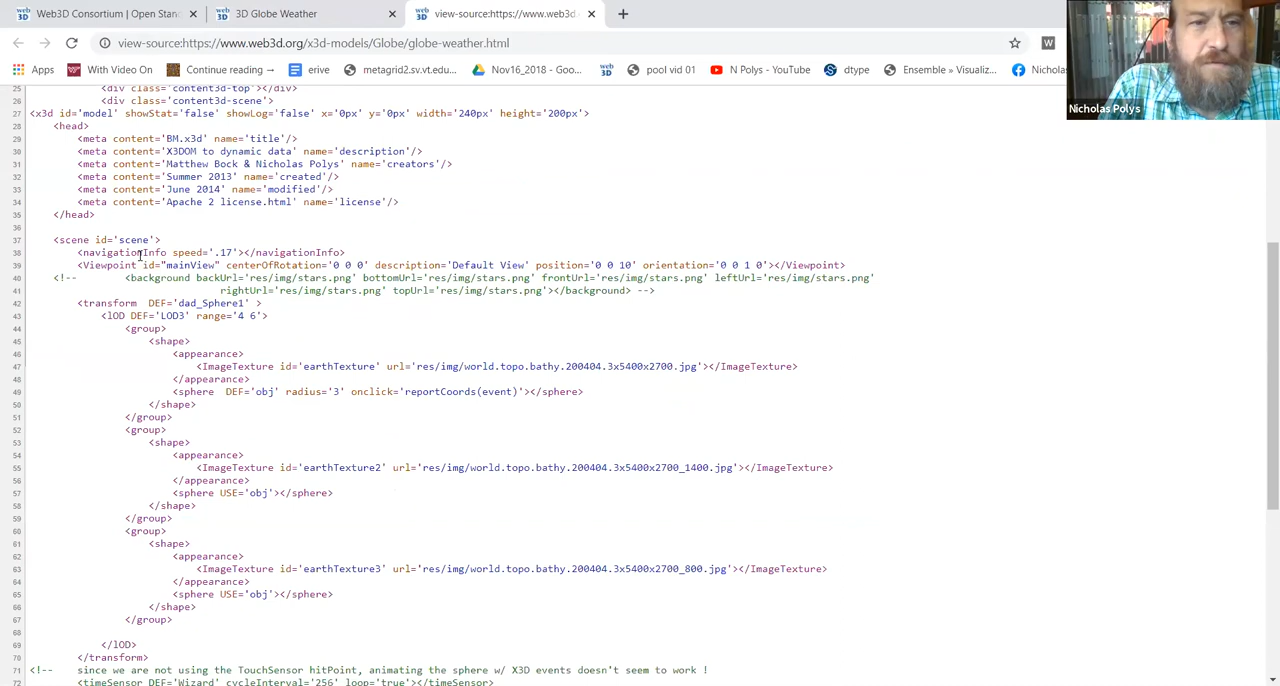 Web3D Consortium | Open Stan
3D Globe Weather
view-source:https://www.web3d.
view-source:https://www.web3d.org/x3d-models/Globe/globe-weather.html
W
Apps
With Video On
Continue reading →
erive
metagrid2.sv.vt.edu...
Nov16_2018 - Goo...
pool vid 01
N Polys - YouTube
dtype
Ensemble » Visualiz...
Nichola
Nicholas Polys
25 <div class='content3d-top'></div>
26 <div class='content3d-scene'>
27 <x3d id='model' showStat='false' showLog='false' x='0px' y='0px' width='240px' height='200px'>
28 <head>
29 <meta content='BM.x3d' name='title'/>
30 <meta content='X3DOM to dynamic data' name='description'/>
31 <meta content='Matthew Bock & Nicholas Polys' name='creators'/>
32 <meta content='Summer 2013' name='created'/>
33 <meta content='June 2014' name='modified'/>
34 <meta content='Apache 2 license.html' name='license'/>
35 </head>
36
37 <scene id='scene'>
38 <navigationInfo speed='.17'></navigationInfo>
39 <Viewpoint id="mainView" centerOfRotation='0 0 0' description='Default View' position='0 0 10' orientation='0 0 1 0'></Viewpoint>
40 <!-- <background backUrl='res/img/stars.png' bottomUrl='res/img/stars.png' frontUrl='res/img/stars.png' leftUrl='res/img/stars.png'
41 rightUrl='res/img/stars.png' topUrl='res/img/stars.png'></background> -->
42 <transform DEF='dad_Sphere1' >
43 <lOD DEF='LOD3' range='4 6'>
44 <group>
45 <shape>
46 <appearance>
47 <ImageTexture id='earthTexture' url='res/img/world.topo.bathy.200404.3x5400x2700.jpg'></ImageTexture>
48 </appearance>
49 <sphere DEF='obj' radius='3' onclick='reportCoords(event)'></sphere>
50 </shape>
51 </group>
52 <group>
53 <shape>
54 <appearance>
55 <ImageTexture id='earthTexture2' url='res/img/world.topo.bathy.200404.3x5400x2700_1400.jpg'></ImageTexture>
56 </appearance>
57 <sphere USE='obj'></sphere>
58 </shape>
59 </group>
60 <group>
61 <shape>
62 <appearance>
63 <ImageTexture id='earthTexture3' url='res/img/world.topo.bathy.200404.3x5400x2700_800.jpg'></ImageTexture>
64 </appearance>
65 <sphere USE='obj'></sphere>
66 </shape>
67 </group>
68
69 </lOD>
70 </transform>
71 <!-- since we are not using the TouchSensor hitPoint, animating the sphere w/ X3D events doesn't seem to work !
72 <timeSensor DEF='Wizard' cycleInterval='256' loop='true'></timeSensor>